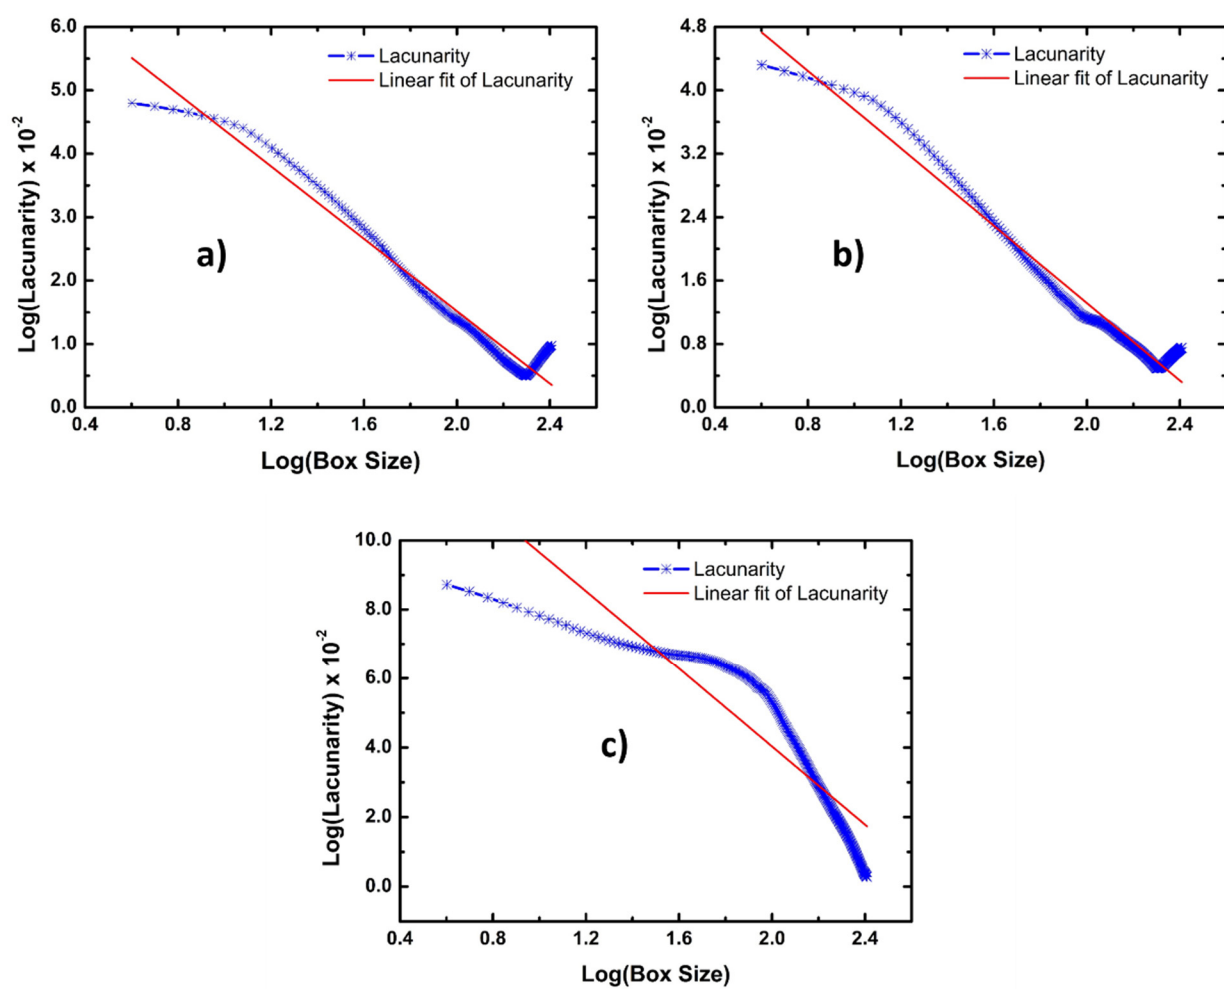 6.0
5.0
4.0
3.0
2.0
1.0
0.0
Log(Lacunarity) x 10-2
Lacunarity
Linear fit of Lacunarity
a)
0.4 0.8 1.2 1.6 2.0 2.4
Log(Box Size)
4.8
4.0
3.2
2.4
1.6
0.8
0.0
Log(Lacunarity) x 10-2
Lacunarity
Linear fit of Lacunarity
b)
0.4 0.8 1.2 1.6 2.0 2.4
Log(Box Size)
10.0
8.0
6.0
4.0
2.0
0.0
Log(Lacunarity) x 10-2
Lacunarity
Linear fit of Lacunarity
c)
0.4 0.8 1.2 1.6 2.0 2.4
Log(Box Size)